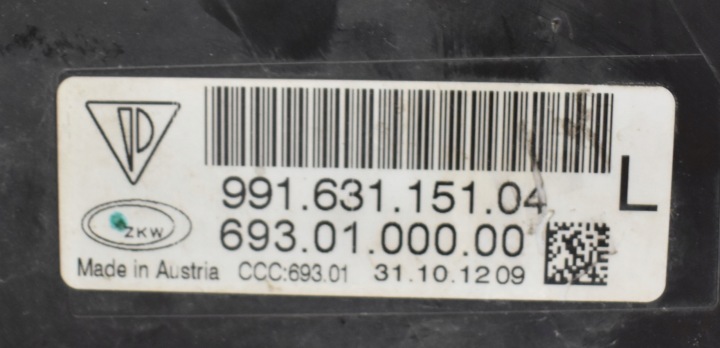 991.631.151.04
L
ZKW
693.01.000.00
Made in Austria CCC:693.01 31.10.12 09